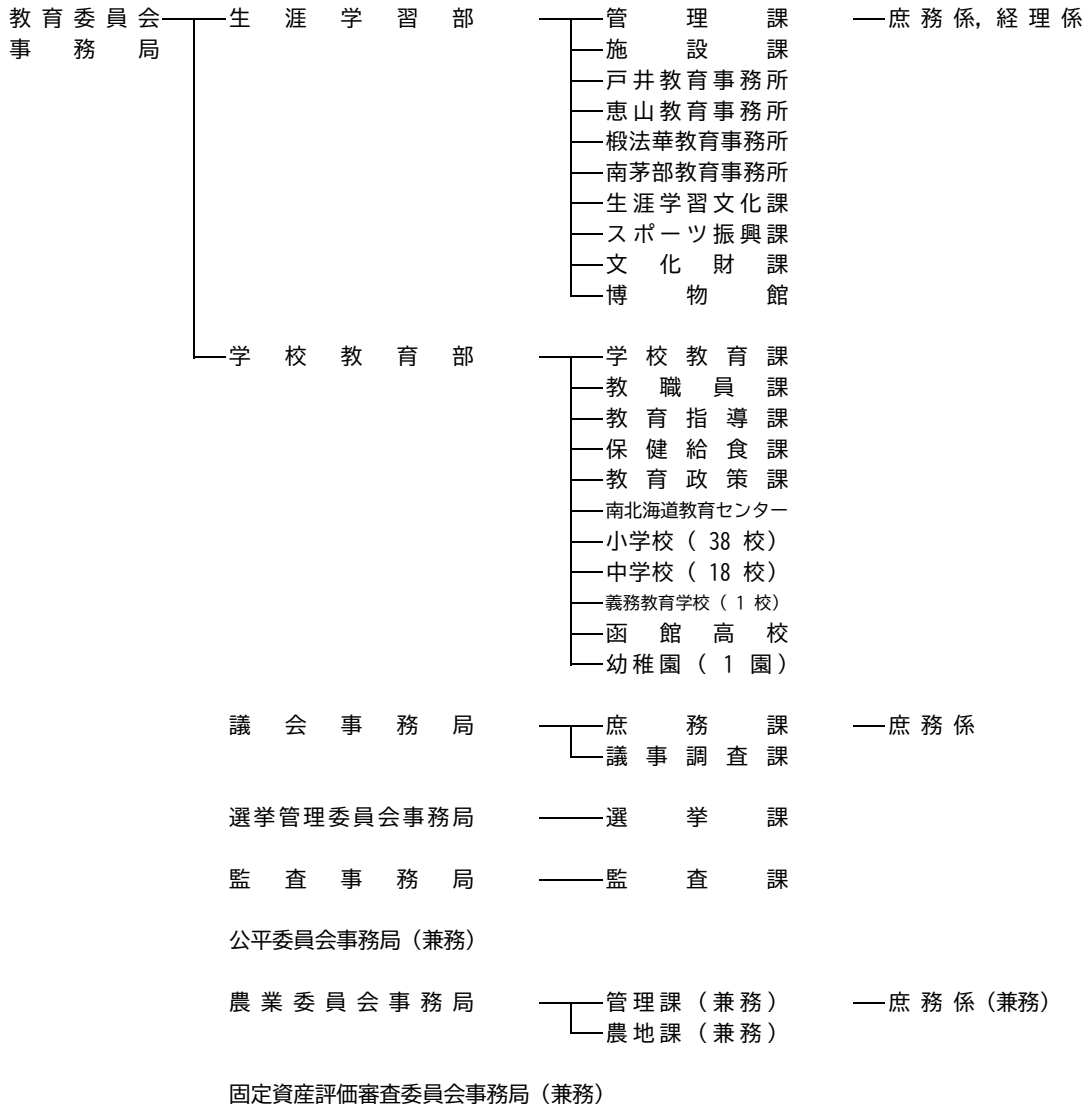 教育委員会 生涯学習部 管理課 庶務係,経理係
事務局 施設課
戸井教育事務所
恵山教育事務所
椴法華教育事務所
南茅部教育事務所
生涯学習文化課
スポーツ振興課
文化財課
博物館
学校教育部 学校教育課
教職員課
教育指導課
保健給食課
教育政策課
南北海道教育センター
小学校( 38 校)
中学校( 18 校)
義務教育学校( 1 校)
函館高校
幼稚園( 1 園)
議会事務局 庶務課 庶務係
議事調査課
選挙管理委員会事務局 選挙課
監査事務局 監査課
公平委員会事務局(兼務)
農業委員会事務局 管理課(兼務) 庶務係(兼務)
農地課(兼務)
固定資産評価審査委員会事務局(兼務)